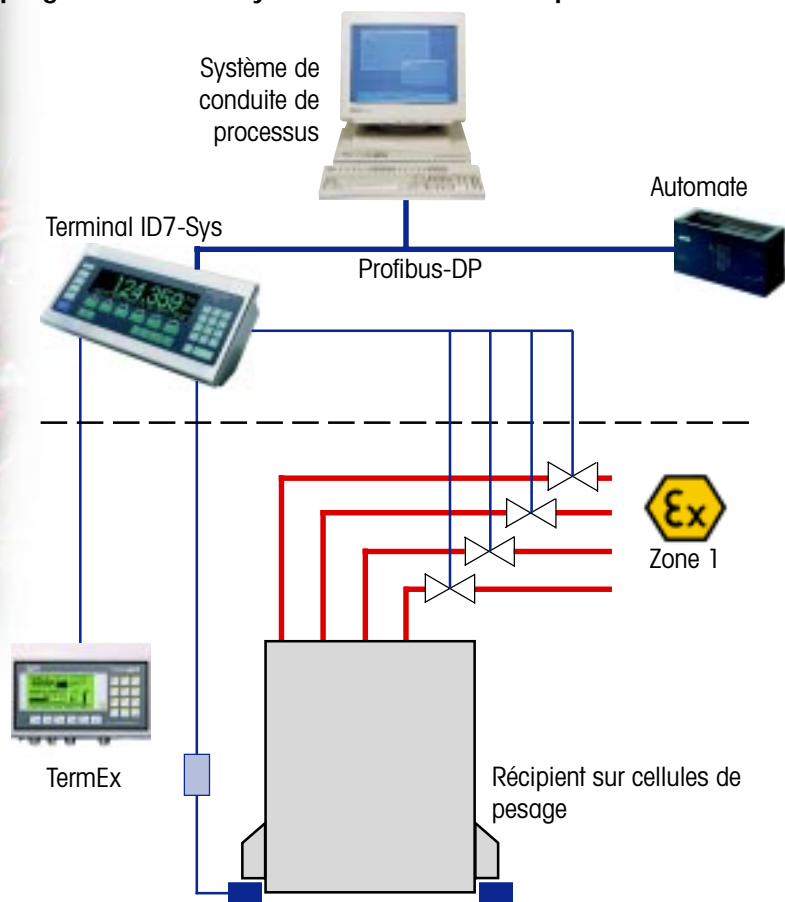 Système de
conduite de
processus
Automate
Terminal ID7-Sys
Profibus-DP
124.359
Ex
Zone 1
TermEx
Récipient sur cellules de
pesage